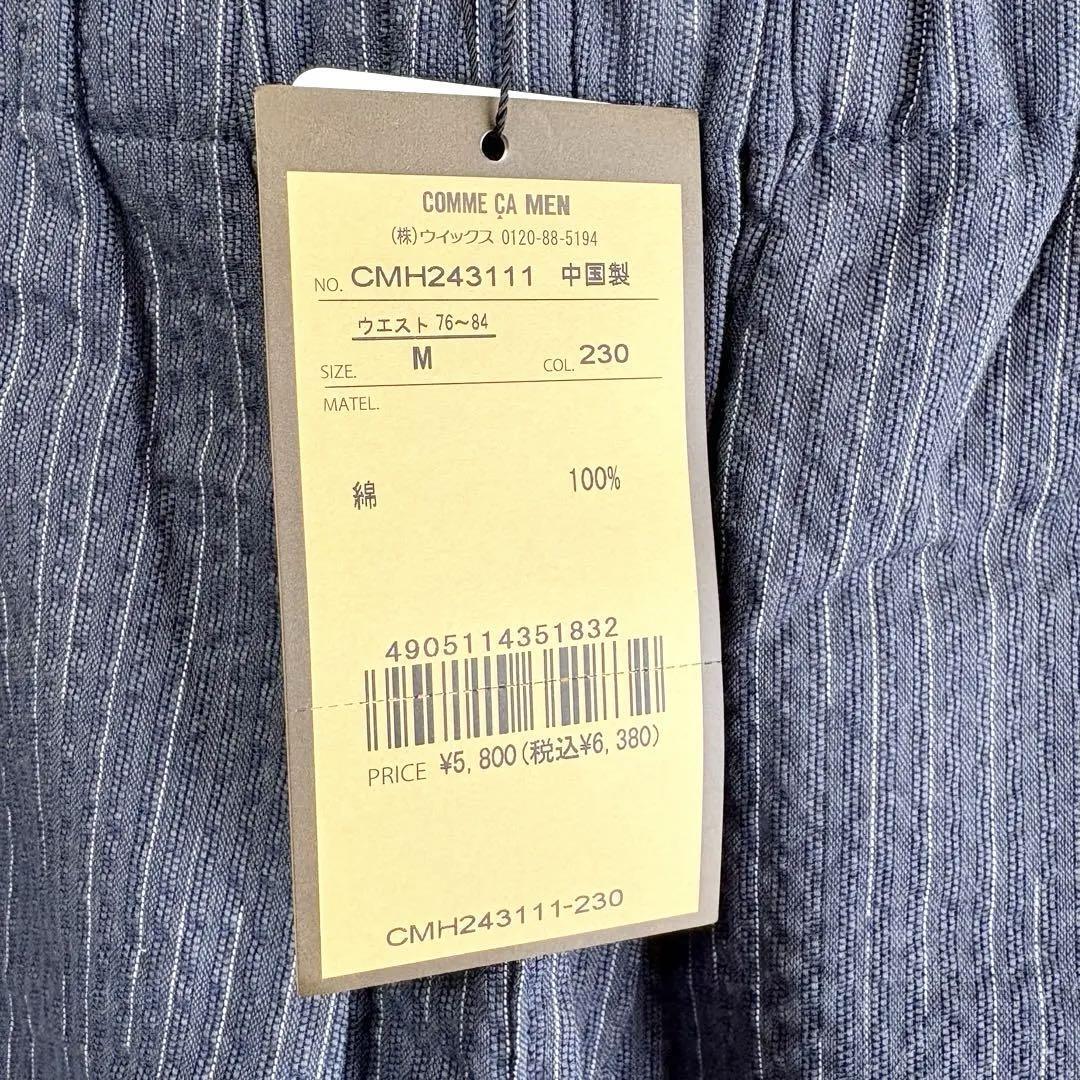 COMME ÇA MEN
(株)ウイックス 0120-88-5194
NO. CMH243111 中国製
ウエスト 76～84
SIZE. M COL. 230
MATEL.
綿 100%
4905114351832
PRICE ¥5,800(税込¥6,380)
CMH243111-230